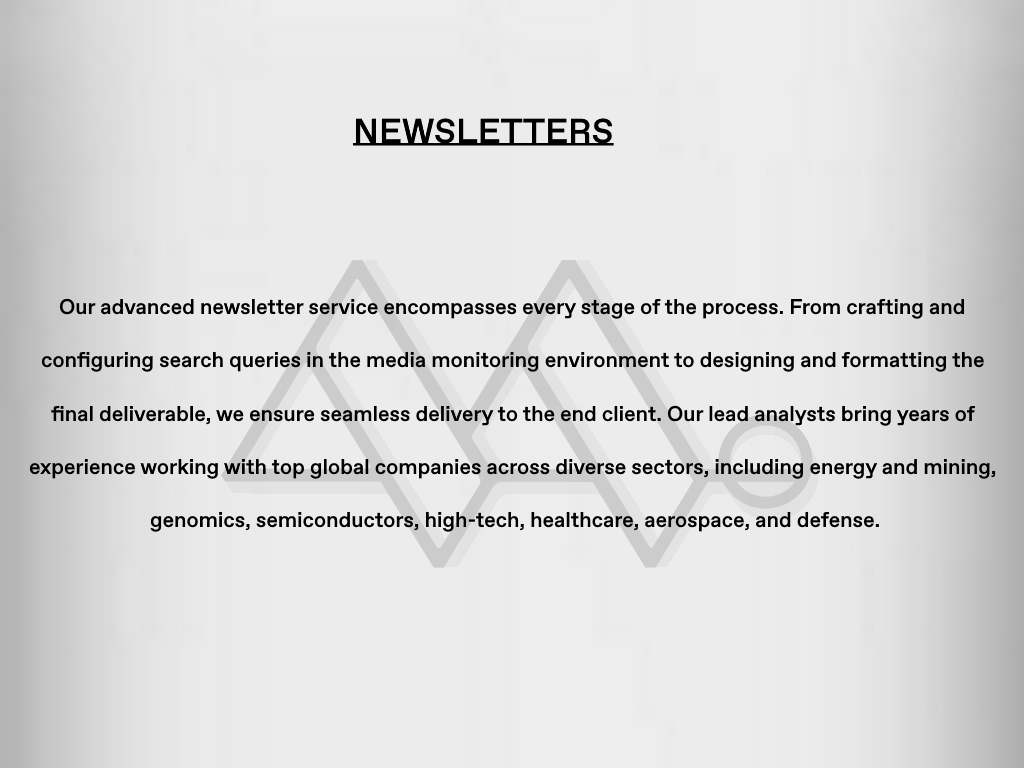 NEWSLETTERS
Our advanced newsletter service encompasses every stage of the process. From crafting and
configuring search queries in the media monitoring environment to designing and formatting the
final deliverable, we ensure seamless delivery to the end client. Our lead analysts bring years of
experience working with top global companies across diverse sectors, including energy and mining,
genomics, semiconductors, high-tech, healthcare, aerospace, and defense.